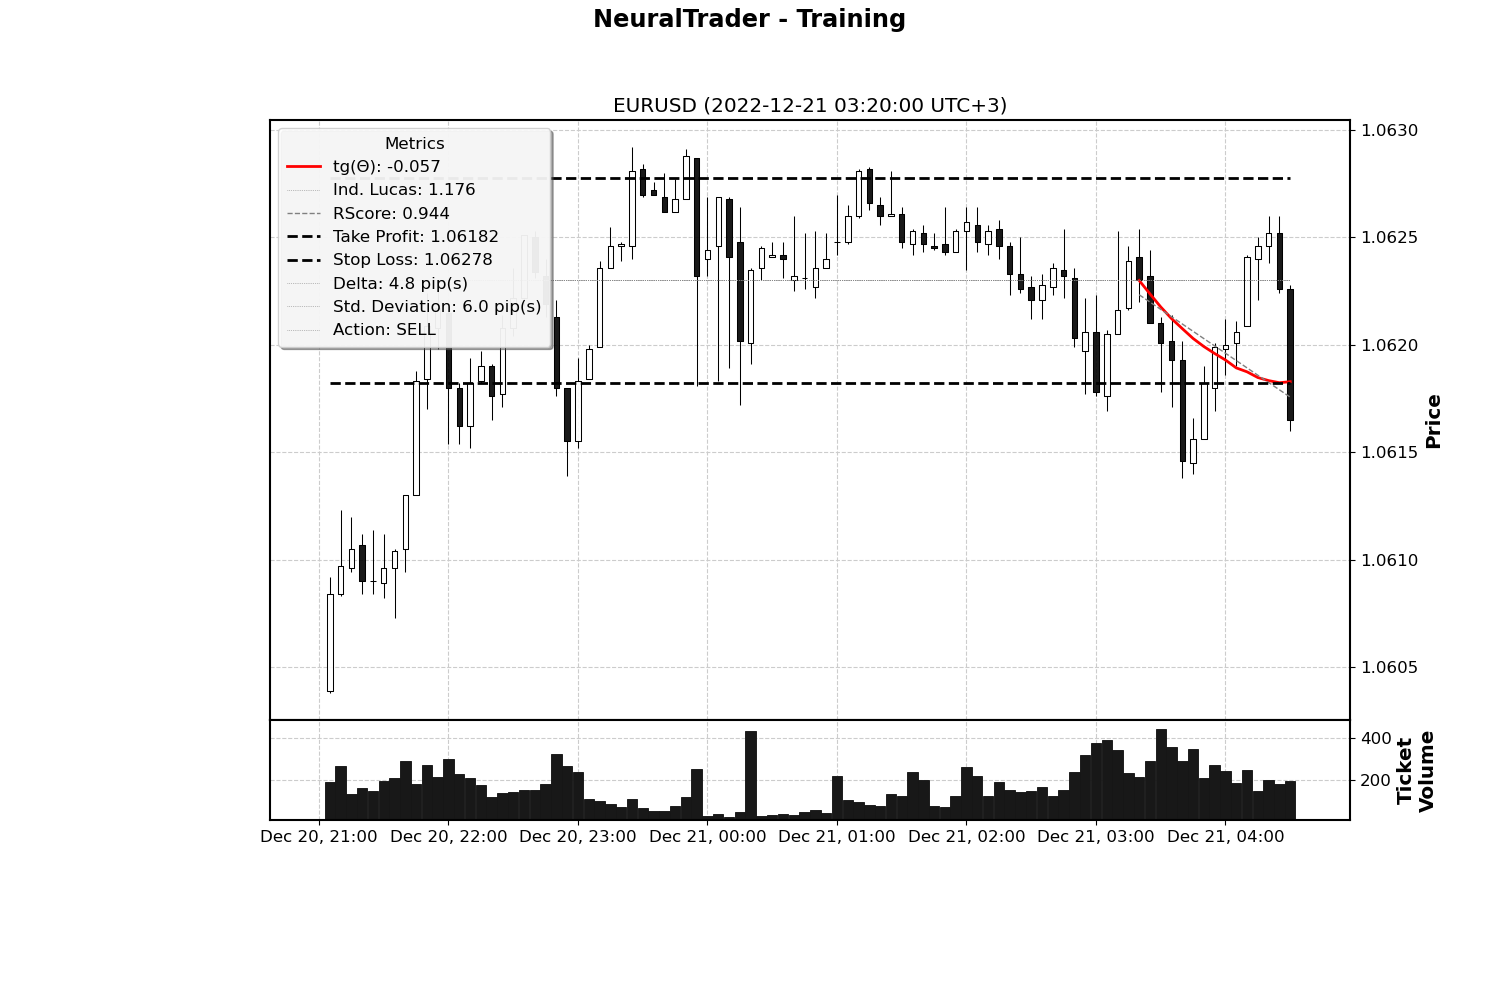 NeuralTrader - Training
EURUSD (2022-12-21 03:20:00 UTC+3)
Metrics
tg(Θ): -0.057
Ind. Lucas: 1.176
RScore: 0.944
Take Profit: 1.06182
Stop Loss: 1.06278
Delta: 4.8 pip(s)
Std. Deviation: 6.0 pip(s)
Action: SELL
1.0630
1.0625
1.0620
1.0615
1.0610
1.0605
Price
400
200
Ticket
Volume
Dec 20, 21:00
Dec 20, 22:00
Dec 20, 23:00
Dec 21, 00:00
Dec 21, 01:00
Dec 21, 02:00
Dec 21, 03:00
Dec 21, 04:00